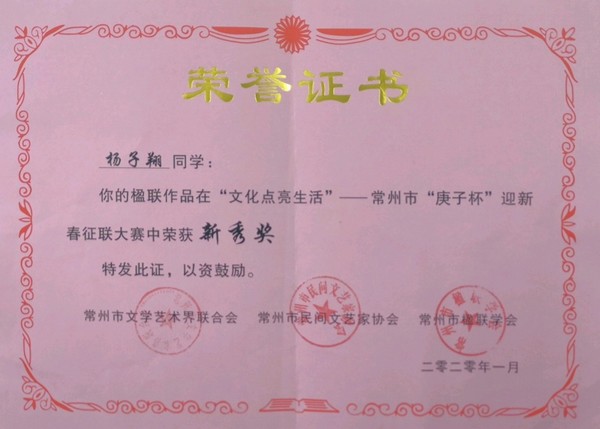 荣誉证书
杨子翔同学：
你的楹联作品在“文化点亮生活”——常州市“庚子杯”迎新
春征联大赛中荣获 新秀奖
特发此证，以资鼓励。
常州市文学艺术界联合会 常州市民间文艺家协会 常州市楹联学会
二〇二〇年一月